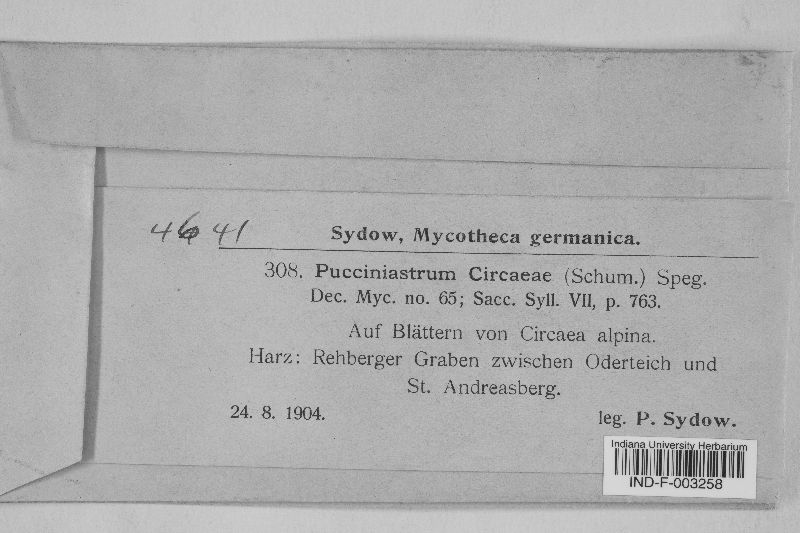 4641
Sydow, Mycotheca germanica.
308. Pucciniastrum Circaeae (Schum.) Speg.
Dec. Myc. no. 65; Sacc. Syll. VII, p. 763.
Auf Blättern von Circaea alpina.
Harz: Rehberger Graben zwischen Oderteich und
St. Andreasberg.
24. 8. 1904.
leg. P. Sydow.
Indiana University Herbarium
IND-F-003258